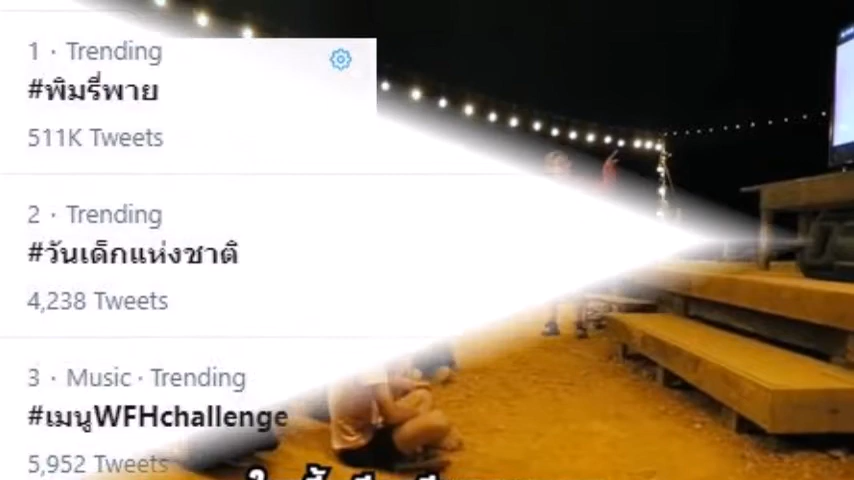 1 · Trending
#พิมรี่พาย
511K Tweets
2 · Trending
#วันเด็กแห่งชาติ
4,238 Tweets
3 · Music · Trending
#เมนูWFHchallenge
5,952 Tweets